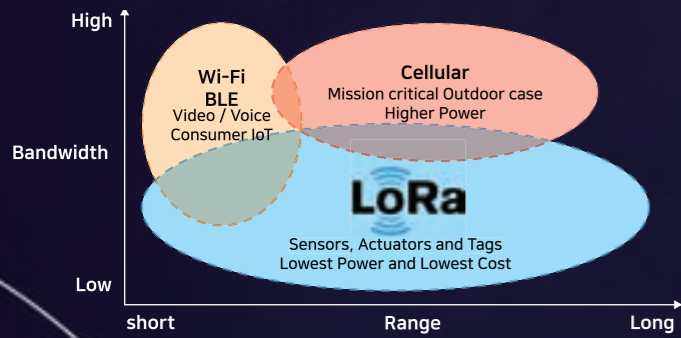 High
Wi-Fi
BLE
Video / Voice
Consumer IoT
Cellular
Mission critical Outdoor case
Higher Power
Bandwidth
LoRa
Sensors, Actuators and Tags
Lowest Power and Lowest Cost
Low
short
Range
Long